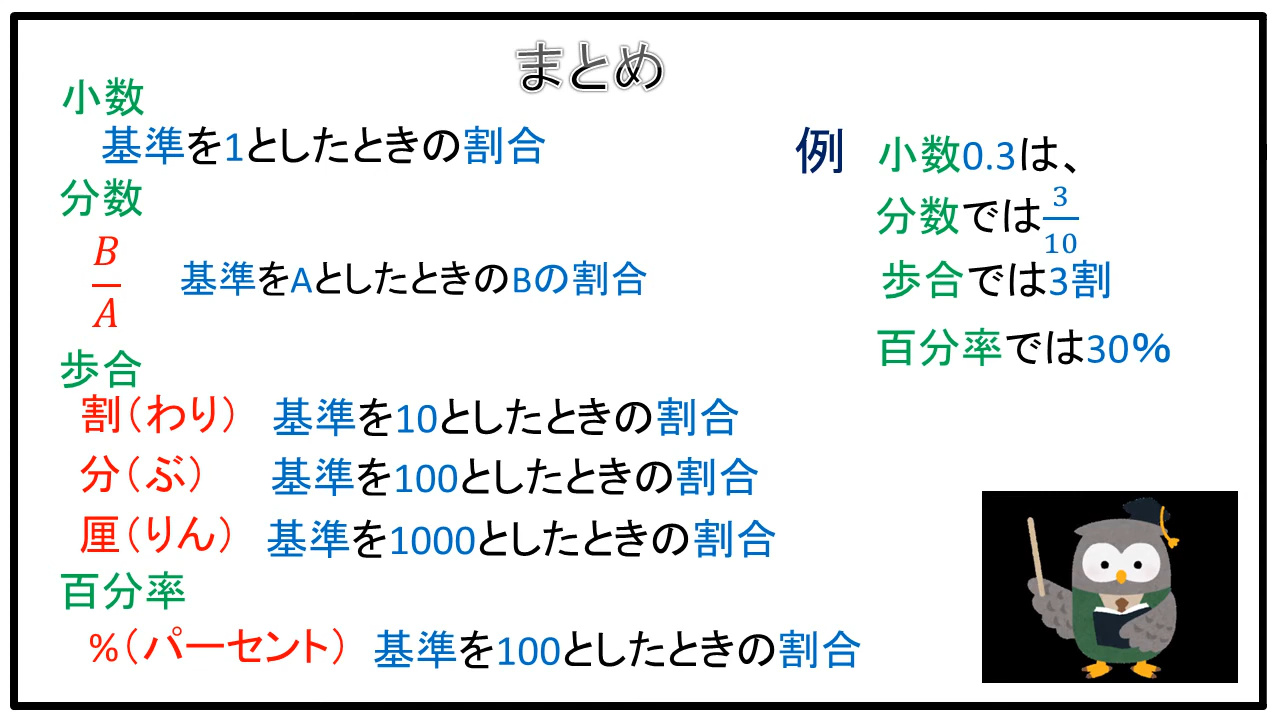 まとめ
小数
基準を1としたときの割合
分数
B/A 基準をAとしたときのBの割合
歩合
割(わり) 基準を10としたときの割合
分(ぶ) 基準を100としたときの割合
厘(りん) 基準を1000としたときの割合
百分率
%(パーセント) 基準を100としたときの割合
例 小数0.3は、
分数では3/10
歩合では3割
百分率では30%